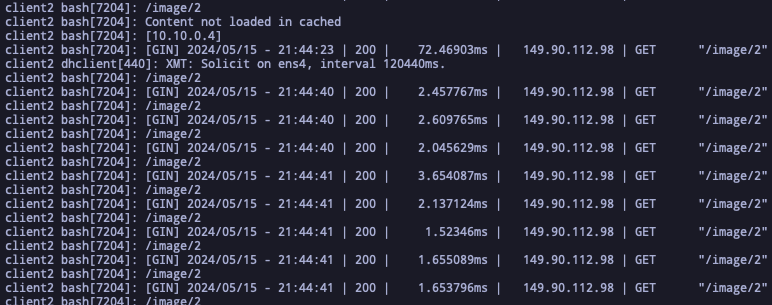 client2 bash[7204]: /image/2
client2 bash[7204]: Content not loaded in cached
client2 bash[7204]: [10.10.0.4]
client2 bash[7204]: [GIN] 2024/05/15 - 21:44:23 | 200 |    72.46903ms |   149.90.112.98 | GET      "/image/2"
client2 dhclient[440]: XMT: Solicit on ens4, interval 120440ms.
client2 bash[7204]: /image/2
client2 bash[7204]: [GIN] 2024/05/15 - 21:44:40 | 200 |    2.457767ms |   149.90.112.98 | GET      "/image/2"
client2 bash[7204]: /image/2
client2 bash[7204]: [GIN] 2024/05/15 - 21:44:40 | 200 |    2.609765ms |   149.90.112.98 | GET      "/image/2"
client2 bash[7204]: /image/2
client2 bash[7204]: [GIN] 2024/05/15 - 21:44:40 | 200 |    2.045629ms |   149.90.112.98 | GET      "/image/2"
client2 bash[7204]: /image/2
client2 bash[7204]: [GIN] 2024/05/15 - 21:44:41 | 200 |    3.654087ms |   149.90.112.98 | GET      "/image/2"
client2 bash[7204]: /image/2
client2 bash[7204]: [GIN] 2024/05/15 - 21:44:41 | 200 |    2.137124ms |   149.90.112.98 | GET      "/image/2"
client2 bash[7204]: /image/2
client2 bash[7204]: [GIN] 2024/05/15 - 21:44:41 | 200 |     1.52346ms |   149.90.112.98 | GET      "/image/2"
client2 bash[7204]: /image/2
client2 bash[7204]: [GIN] 2024/05/15 - 21:44:41 | 200 |    1.655089ms |   149.90.112.98 | GET      "/image/2"
client2 bash[7204]: /image/2
client2 bash[7204]: [GIN] 2024/05/15 - 21:44:41 | 200 |    1.653796ms |   149.90.112.98 | GET      "/image/2"
client2 bash[7204]: /image/2